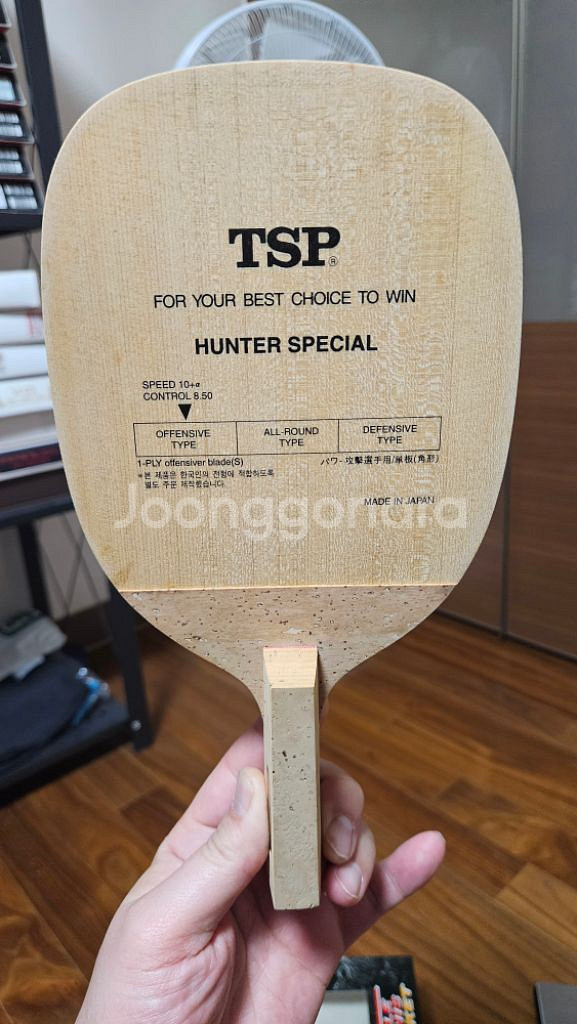 TSP®
FOR YOUR BEST CHOICE TO WIN
HUNTER SPECIAL
SPEED 10+α
CONTROL 8.50
OFFENSIVE TYPE
ALL-ROUND TYPE
DEFENSIVE TYPE
1-PLY offensiver blade(S)
パワ-攻撃選手用/単板(角形)
※본 제품은 한국인의 전형에 적합하도록
별도 주문 제작했습니다.
MADE IN JAPAN
Joonggonara